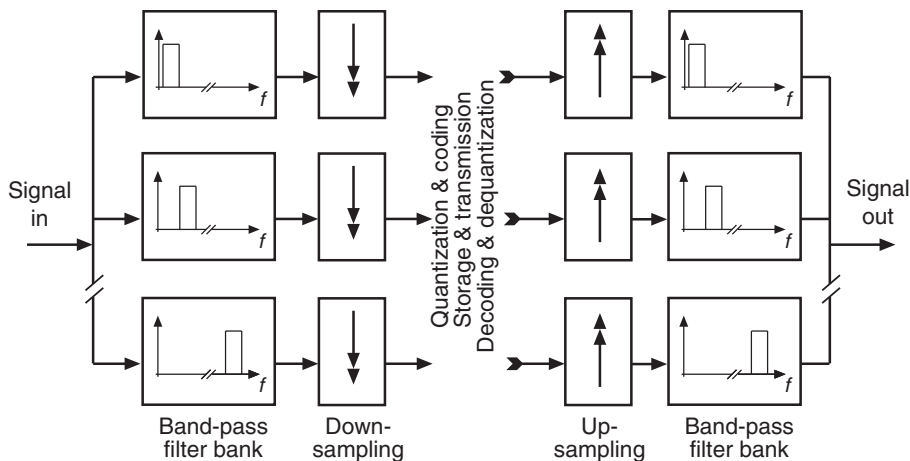 f
f
Signal
in
Quantization & coding
Storage & transmission
Decoding & dequantization
Signal
out
f
f
f
f
Band-pass
filter bank
Down-
sampling
Up-
sampling
Band-pass
filter bank